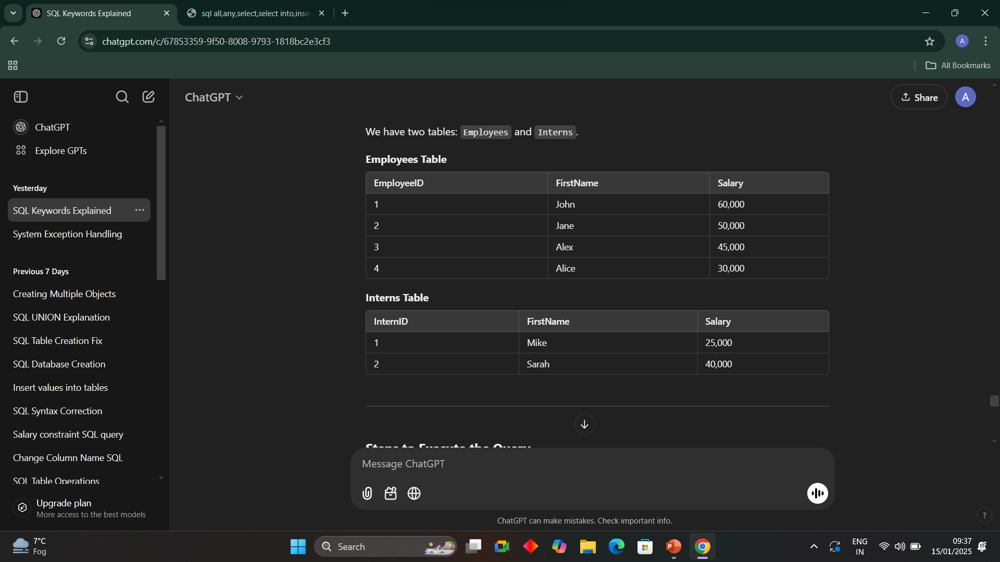 SQL Keywords Explained
sql all,any,select,select into,inse
chatgpt.com/c/67853359-9f50-8008-9793-1818bc2e3cf3
A
All Bookmarks
ChatGPT
Share
A
ChatGPT
Explore GPTs
Yesterday
SQL Keywords Explained
System Exception Handling
Previous 7 Days
Creating Multiple Objects
SQL UNION Explanation
SQL Table Creation Fix
SQL Database Creation
Insert values into tables
SQL Syntax Correction
Salary constraint SQL query
Change Column Name SQL
SQL Table Operations
Upgrade plan
More access to the best models
We have two tables: Employees and Interns.
Employees Table
EmployeeID FirstName Salary
1 John 60,000
2 Jane 50,000
3 Alex 45,000
4 Alice 30,000
Interns Table
InternID FirstName Salary
1 Mike 25,000
2 Sarah 40,000
Steps to Execute the Query
Message ChatGPT
ChatGPT can make mistakes. Check important info.
?
7°C
Fog
Search
ENG
IN
09:37
15/01/2025